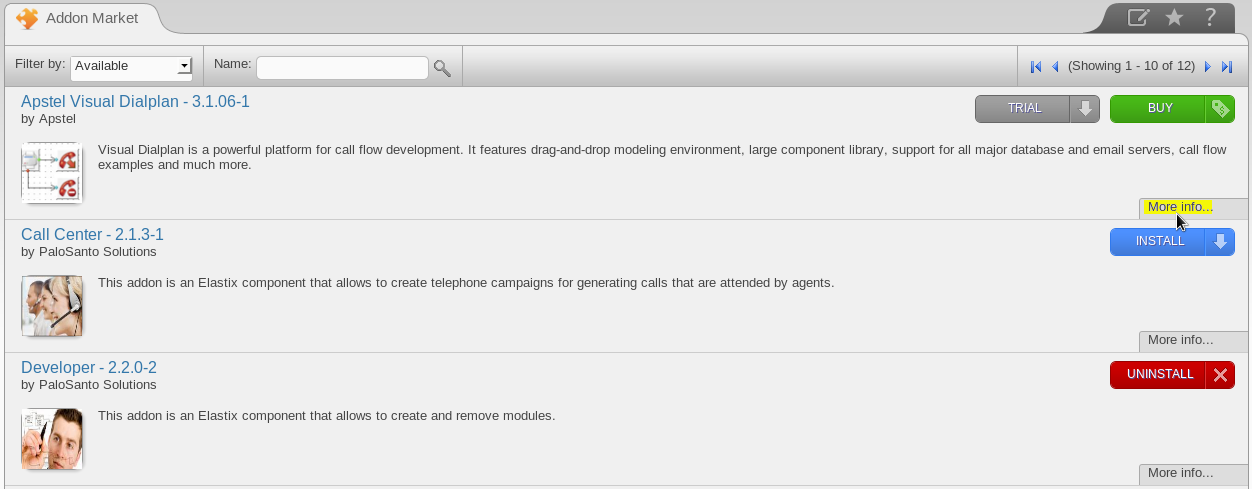 Addon Market
?
Filter by: Available Name: (Showing 1 - 10 of 12)
Apstel Visual Dialplan - 3.1.06-1
TRIAL BUY
by Apstel
Visual Dialplan is a powerful platform for call flow development. It features drag-and-drop modeling environment, large component library, support for all major database and email servers, call flow
examples and much more.
More info...
Call Center - 2.1.3-1
INSTALL
by PaloSanto Solutions
This addon is an Elastix component that allows to create telephone campaigns for generating calls that are attended by agents.
More info...
Developer - 2.2.0-2
UNINSTALL
by PaloSanto Solutions
This addon is an Elastix component that allows to create and remove modules.
More info...